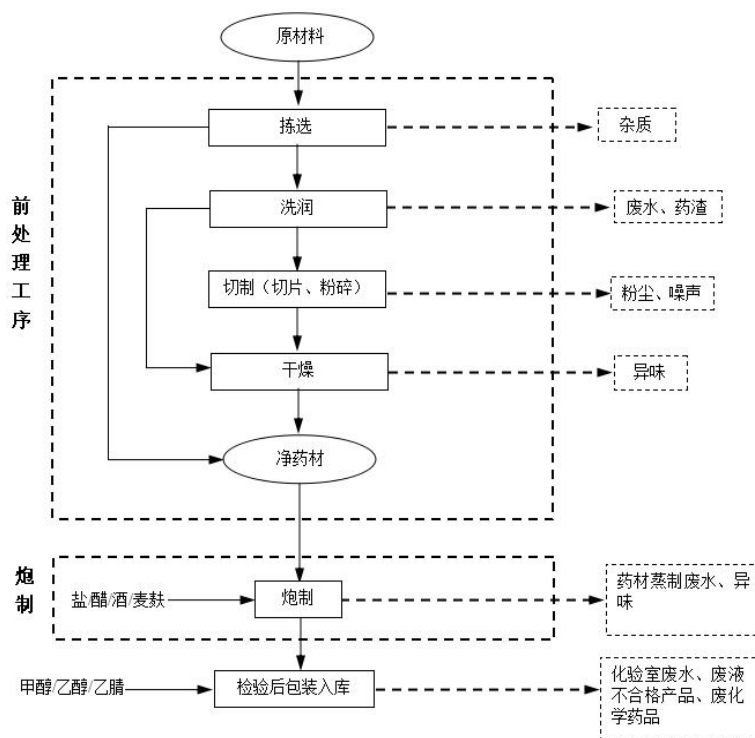 原材料
拣选
杂质
洗润
废水、药渣
前处理工序
切制（切片、粉碎）
粉尘、噪声
干燥
异味
净药材
炮制
盐/醋/酒/麦麸
炮制
药材蒸制废水、异
味
甲醇/乙醇/乙腈
检验后包装入库
化验室废水、废液
不合格产品、废化
学药品